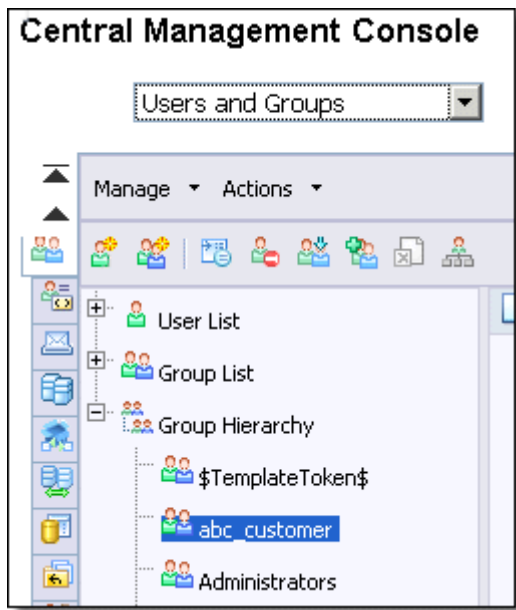 Central Management Console
Users and Groups
Manage Actions
User List
Group List
Group Hierarchy
$TemplateToken$
abc_customer
Administrators